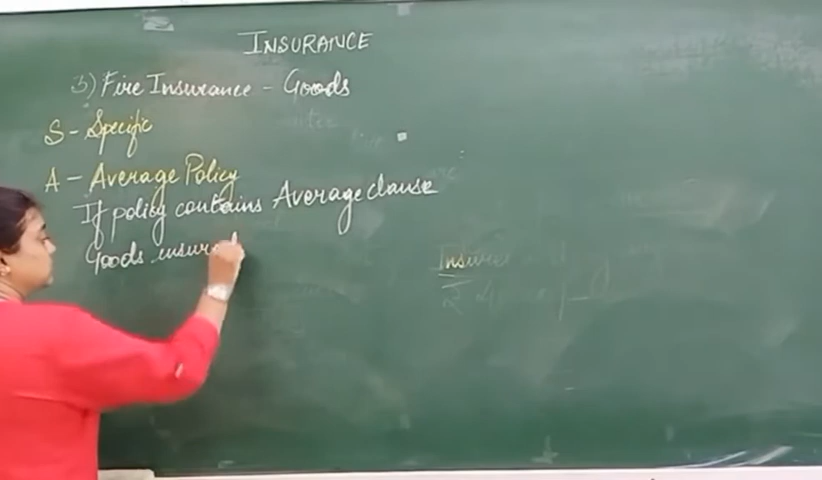 INSURANCE
3) Fire Insurance - Goods
S - Specific
A - Average Policy
If policy contains Average clause
Goods insured